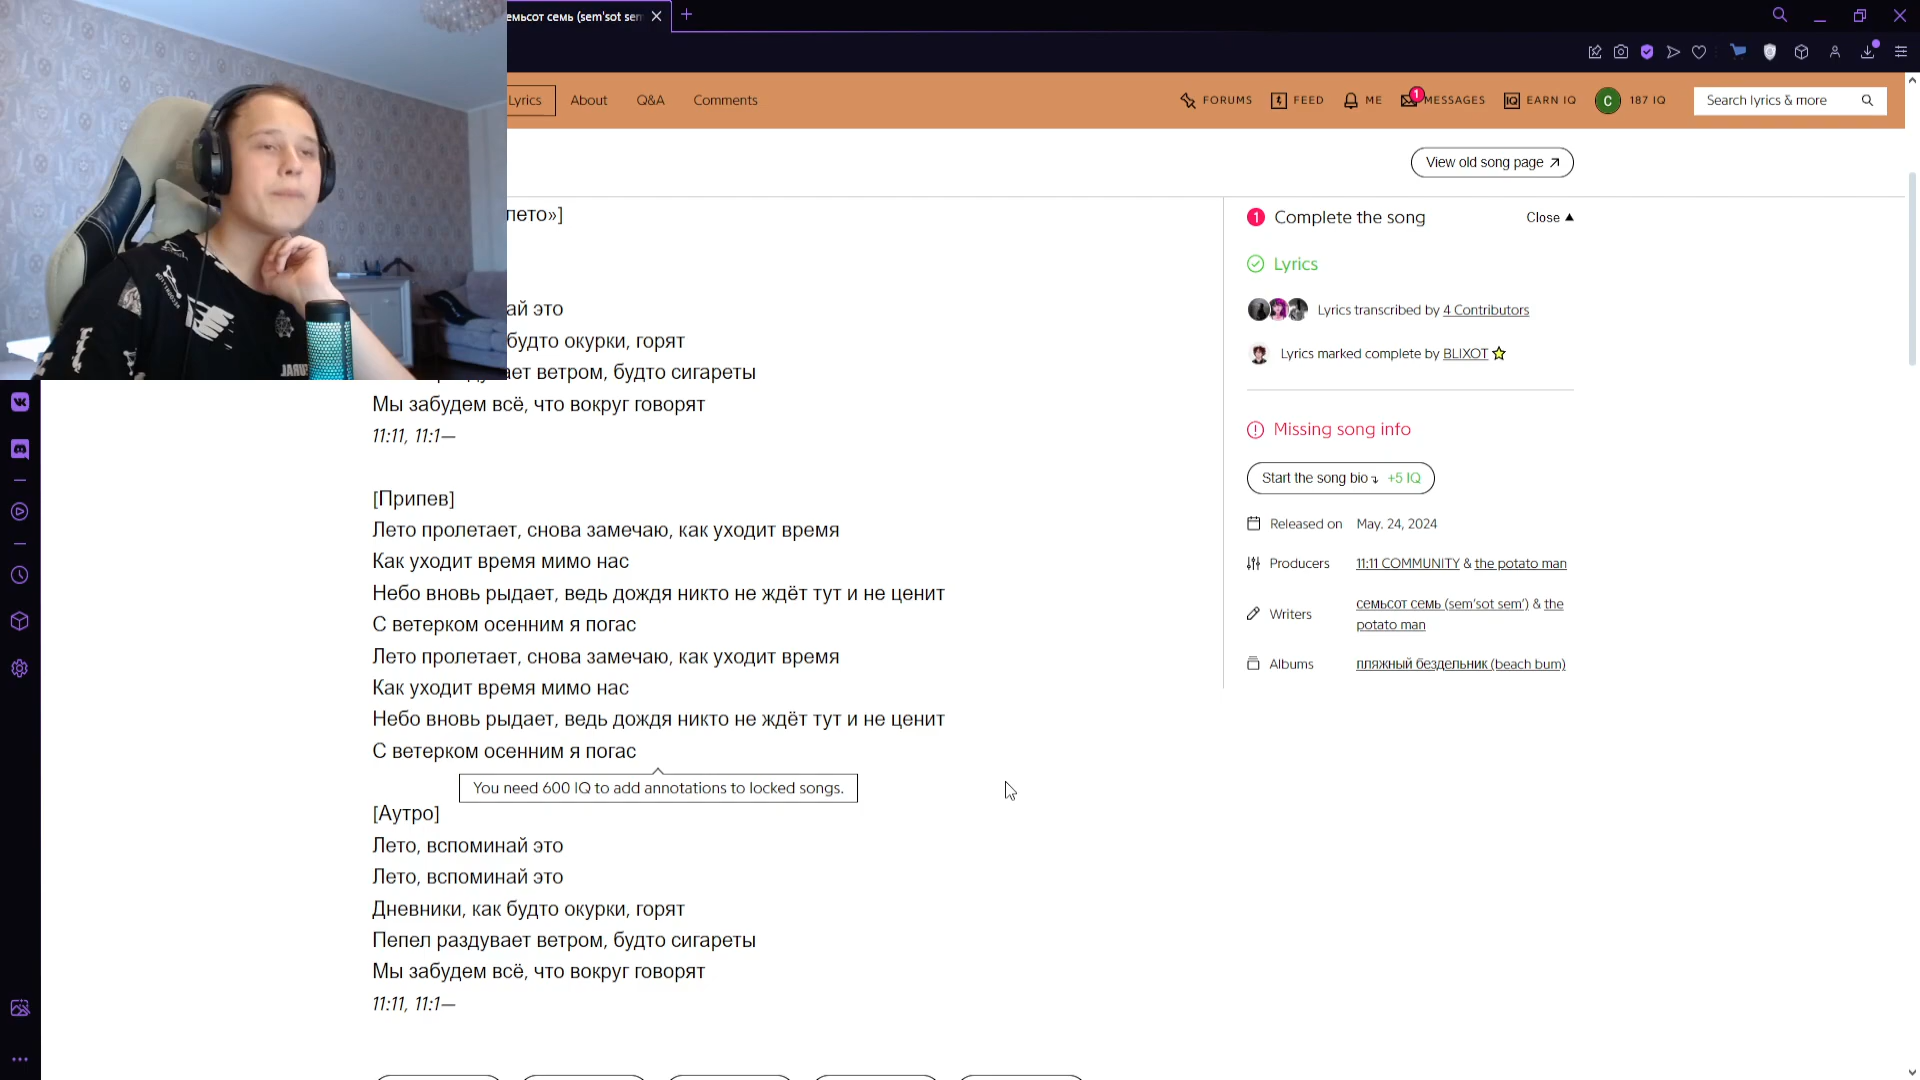 емьсот семь (sem'sot sem
Lyrics
About
Q&A
Comments
FORUMS
FEED
ME
1
MESSAGES
IQ
EARN IQ
C
187 IQ
Search lyrics & more
View old song page
лето»]
ай это
будто окурки, горят
ает ветром, будто сигареты
Мы забудем всё, что вокруг говорят
11:11, 11:1—
[Припев]
Лето пролетает, снова замечаю, как уходит время
Как уходит время мимо нас
Небо вновь рыдает, ведь дождя никто не ждёт тут и не ценит
С ветерком осенним я погас
Лето пролетает, снова замечаю, как уходит время
Как уходит время мимо нас
Небо вновь рыдает, ведь дождя никто не ждёт тут и не ценит
С ветерком осенним я погас
You need 600 IQ to add annotations to locked songs.
[Аутро]
Лето, вспоминай это
Лето, вспоминай это
Дневники, как будто окурки, горят
Пепел раздувает ветром, будто сигареты
Мы забудем всё, что вокруг говорят
11:11, 11:1—
1 Complete the song
Close
Lyrics
Lyrics transcribed by 4 Contributors
Lyrics marked complete by BLIXOT
Missing song info
Start the song bio +5 IQ
Released on May. 24, 2024
Producers 11:11 COMMUNITY & the potato man
Writers семьсот семь (sem'sot sem') & the
potato man
Albums пляжный бездельник (beach bum)